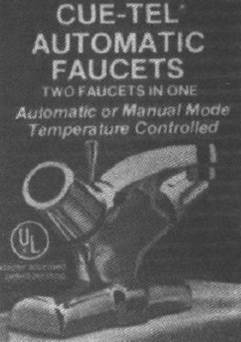 CUE-TEL
AUTOMATIC
FAUCETS
TWO FAUCETS IN ONE
Automatic or Manual Mode
Temperature Controlled
UL